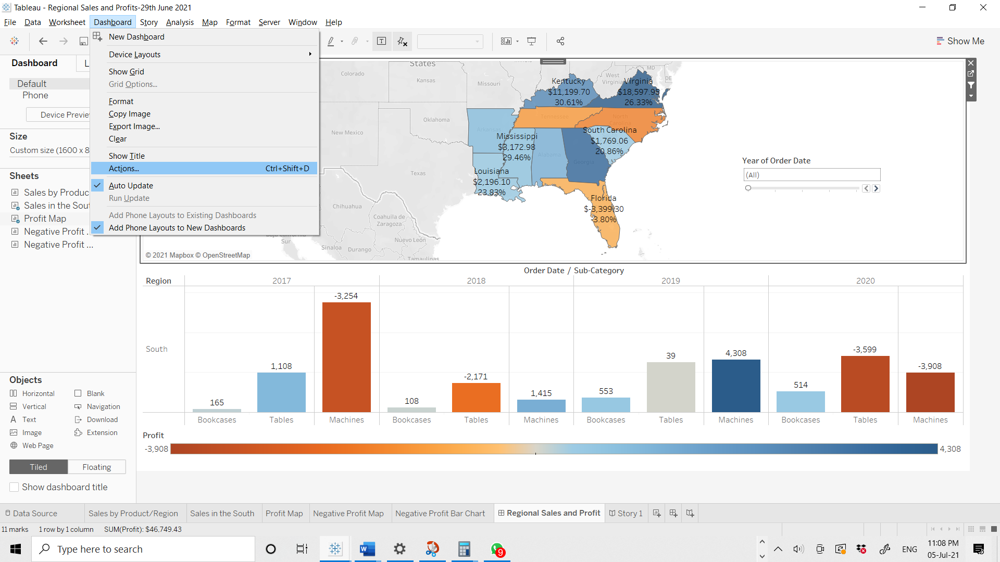 Tableau - Regional Sales and Profits-29th June 2021
File Data Worksheet Dashboard Story Analysis Map Format Server Window Help
New Dashboard
Device Layouts
Show Grid
Grid Options...
Format
Copy Image
Export Image...
Clear
Show Title
Actions... Ctrl+Shift+D
Auto Update
Run Update
Add Phone Layouts to Existing Dashboards
Add Phone Layouts to New Dashboards
Show Me
Dashboard L
Default
Phone
Device Previe
Size
Custom size (1600 x 8
Sheets
Sales by Produc
Sales in the Sout
Profit Map
Negative Profit ...
Negative Profit ...
Objects
Horizontal Blank
Vertical Navigation
Text Download
Image Extension
Web Page
Tiled Floating
Show dashboard title
States
Colorado
Kansas
Missouri
Illinois
West Virginia
MD
DE
Kentucky
$11,199.70
30.61%
Virginia
$18,597.95
26.33%
Oklahoma
New Mexico
Arkansas
Tennessee
North Carolina
South Carolina
$1,769.06
20.86%
Mississippi
$3,172.98
29.46%
Alabama
Georgia
Louisiana
$2,196.10
23.83%
Texas
Florida
$-3,399.30
-3.80%
Chihuahua
Coahuila de Zaragoza
Baja California Sur
Sinaloa
Durango
Nuevo León
Tamaulipas
© 2021 Mapbox © OpenStreetMap
Year of Order Date
(All)
Order Date / Sub-Category
Region 2017 2018 2019 2020
South
165 1,108 -3,254 108 -2,171 1,415 553 39 4,308 514 -3,599 -3,908
Bookcases Tables Machines Bookcases Tables Machines Bookcases Tables Machines Bookcases Tables Machines
Profit
-3,908 4,308
Data Source Sales by Product/Region Sales in the South Profit Map Negative Profit Map Negative Profit Bar Chart Regional Sales and Profit Story 1
11 marks 1 row by 1 column SUM(Profit): $46,749.43
Type here to search
9
ENG
11:08 PM
05-Jul-21